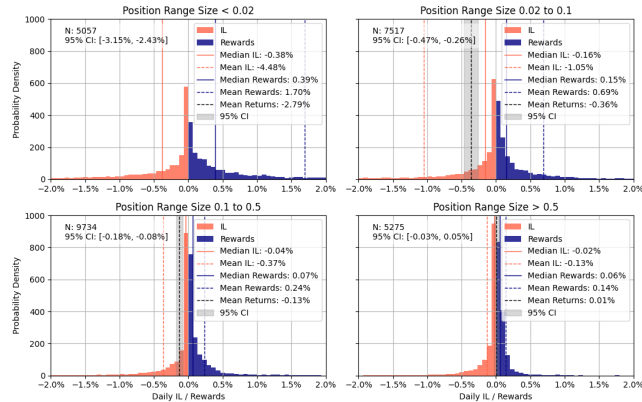 Position Range Size < 0.02
N: 5057
95% CI: [-3.15%, -2.43%]
IL
Rewards
Median IL: -0.38%
Mean IL: -4.48%
Median Rewards: 0.39%
Mean Rewards: 1.70%
Mean Returns: -2.79%
95% CI
Probability Density
1000
800
600
400
200
0
−2.0%
−1.5%
−1.0%
−0.5%
0.0%
0.5%
1.0%
1.5%
2.0%
Position Range Size 0.02 to 0.1
N: 7517
95% CI: [-0.47%, -0.26%]
IL
Rewards
Median IL: -0.16%
Mean IL: -1.05%
Median Rewards: 0.15%
Mean Rewards: 0.69%
Mean Returns: -0.36%
95% CI
1000
800
600
400
200
0
−2.0%
−1.5%
−1.0%
−0.5%
0.0%
0.5%
1.0%
1.5%
2.0%
Position Range Size 0.1 to 0.5
N: 9734
95% CI: [-0.18%, -0.08%]
IL
Rewards
Median IL: -0.04%
Mean IL: -0.37%
Median Rewards: 0.07%
Mean Rewards: 0.24%
Mean Returns: -0.13%
95% CI
Probability Density
1000
800
600
400
200
0
−2.0%
−1.5%
−1.0%
−0.5%
0.0%
0.5%
1.0%
1.5%
2.0%
Daily IL / Rewards
Position Range Size > 0.5
N: 5275
95% CI: [-0.03%, 0.05%]
IL
Rewards
Median IL: -0.02%
Mean IL: -0.13%
Median Rewards: 0.06%
Mean Rewards: 0.14%
Mean Returns: 0.01%
95% CI
1000
800
600
400
200
0
−2.0%
−1.5%
−1.0%
−0.5%
0.0%
0.5%
1.0%
1.5%
2.0%
Daily IL / Rewards